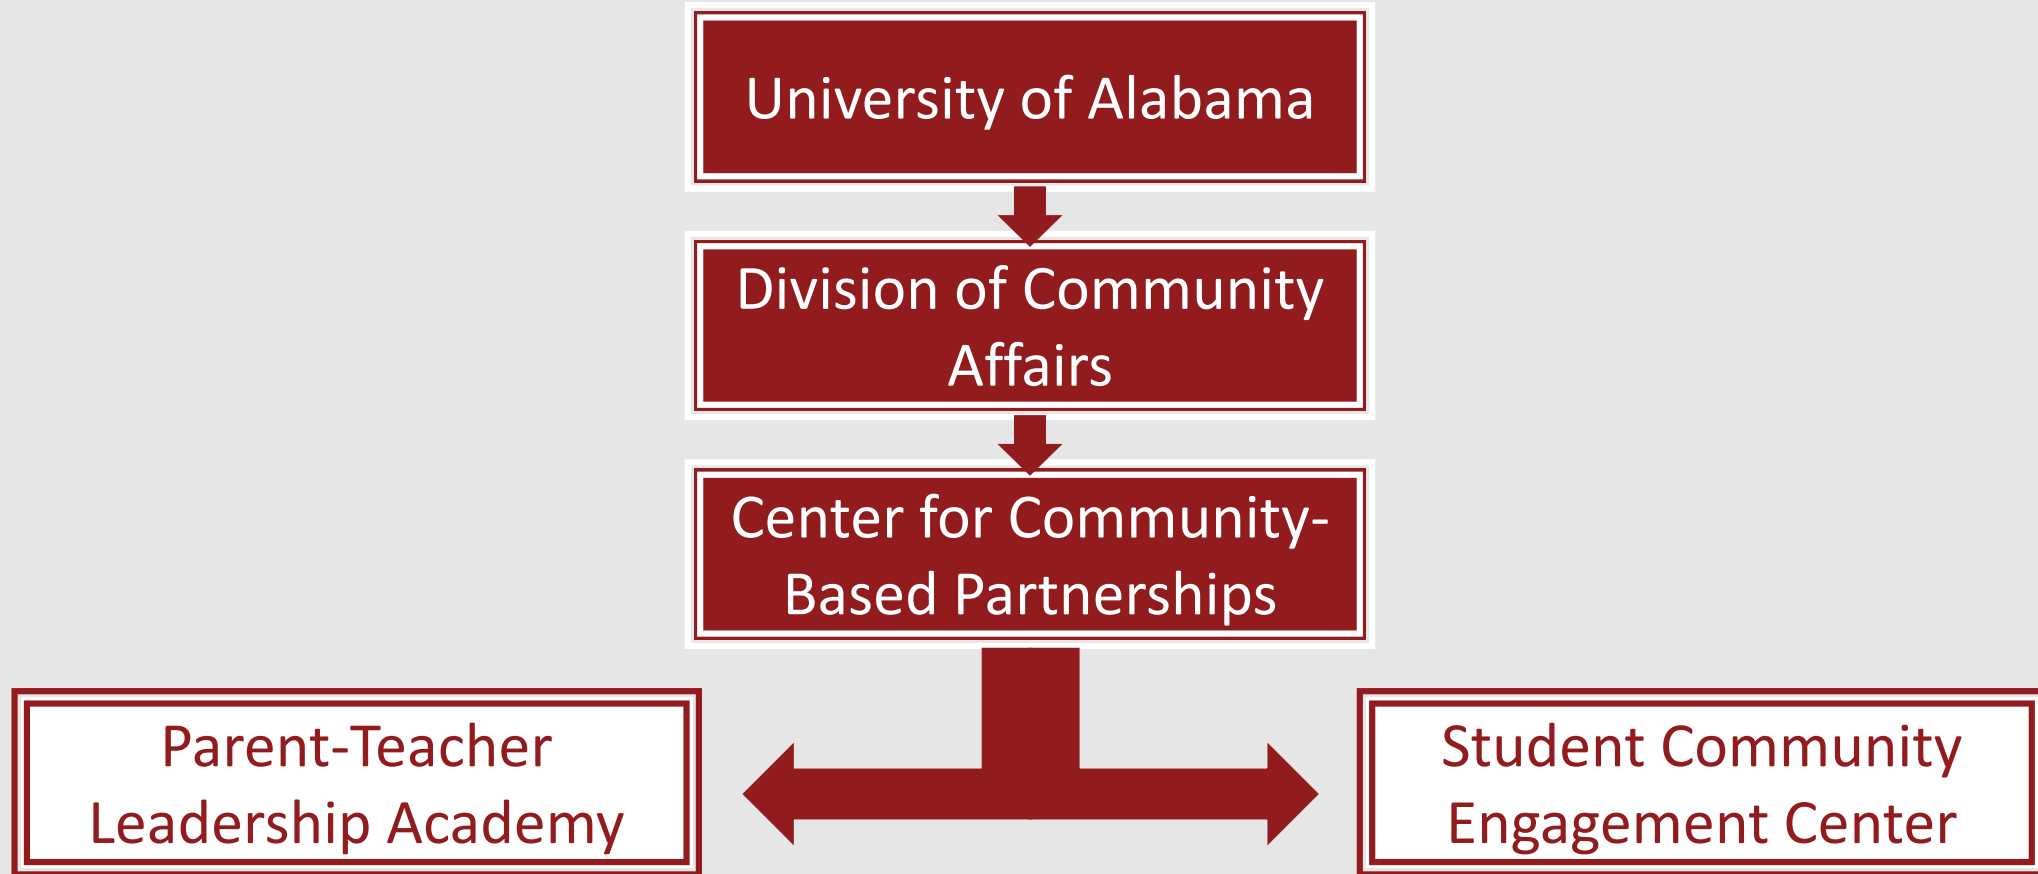 University of Alabama
Division of Community
Affairs
Center for Community-
Based Partnerships
Parent-Teacher
Leadership Academy
Student Community
Engagement Center